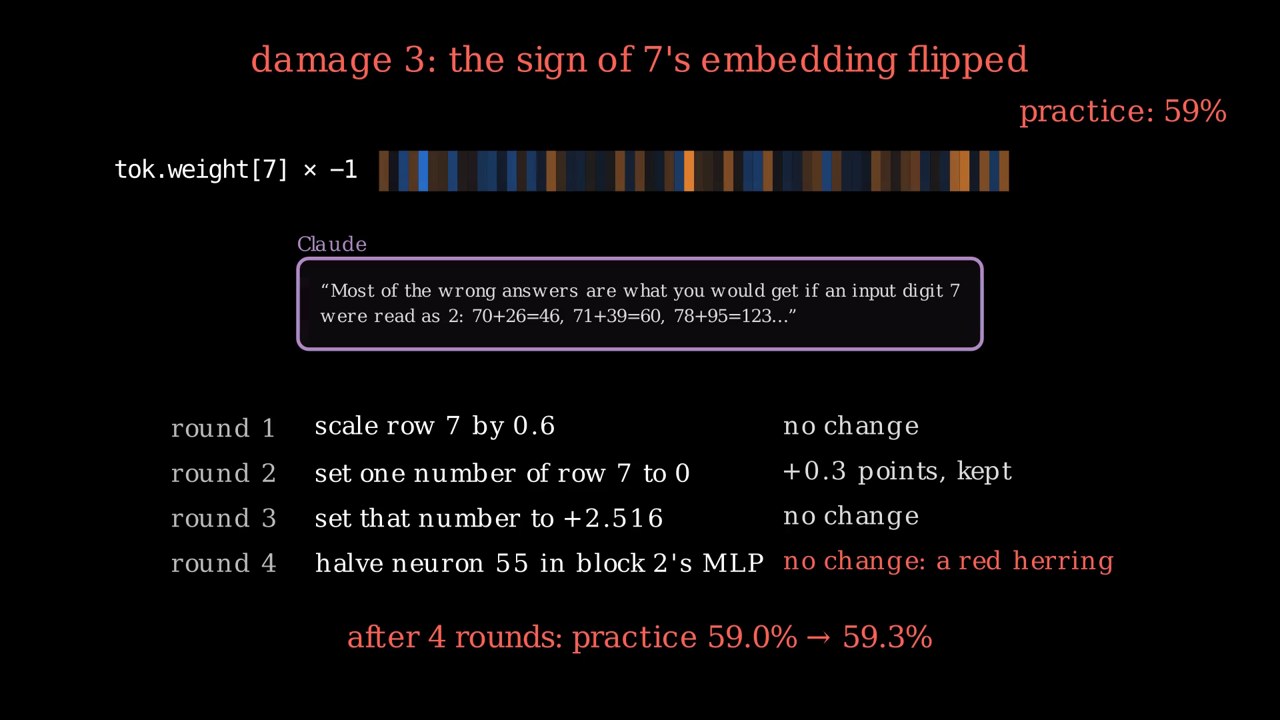 damage 3: the sign of 7's embedding flipped
practice: 59%
tok.weight[7] × −1
Claude
“Most of the wrong answers are what you would get if an input digit 7
were read as 2: 70+26=46, 71+39=60, 78+95=123…”
round 1 scale row 7 by 0.6 no change
round 2 set one number of row 7 to 0 +0.3 points, kept
round 3 set that number to +2.516 no change
round 4 halve neuron 55 in block 2's MLP no change: a red herring
after 4 rounds: practice 59.0% → 59.3%